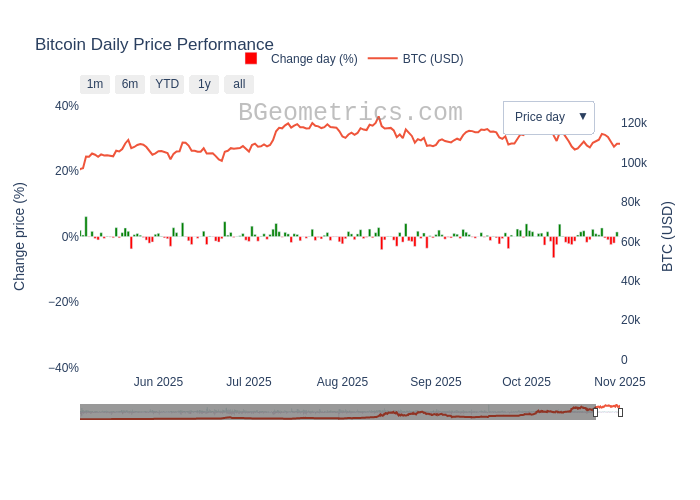 Bitcoin Daily Price Performance
Change day (%) BTC (USD)
1m 6m YTD 1y all
BGeometrics.com
Price day ▼
40%
20%
0%
−20%
−40%
Change price (%)
120k
100k
80k
60k
40k
20k
0
BTC (USD)
Jun 2025 Jul 2025 Aug 2025 Sep 2025 Oct 2025 Nov 2025